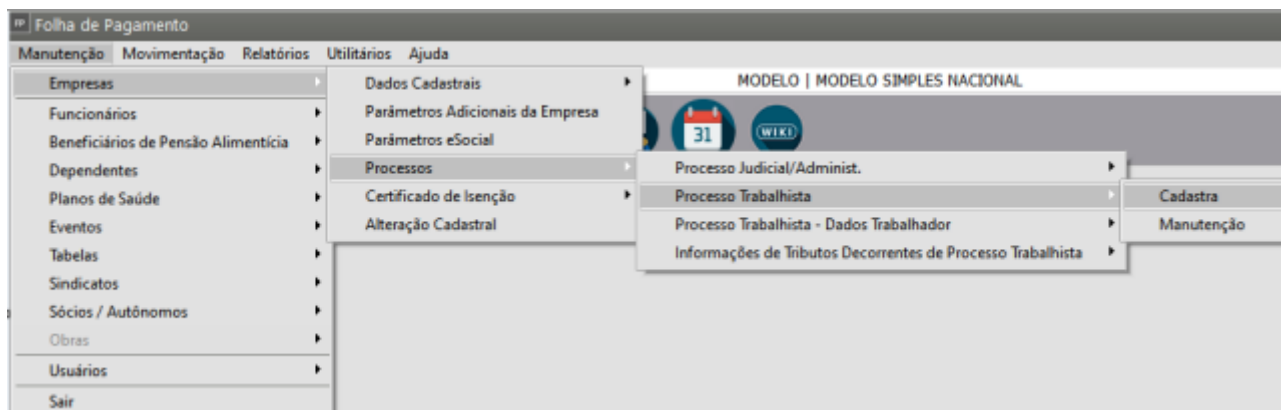 FP Folha de Pagamento
Manutenção Movimentação Relatórios Utilitários Ajuda
MODELO | MODELO SIMPLES NACIONAL
31
WIKI
Empresas
Funcionários
Beneficiários de Pensão Alimentícia
Dependentes
Planos de Saúde
Eventos
Tabelas
Sindicatos
Sócios / Autônomos
Obras
Usuários
Sair
Dados Cadastrais
Parâmetros Adicionais da Empresa
Parâmetros eSocial
Processos
Certificado de Isenção
Alteração Cadastral
Processo Judicial/Administ.
Processo Trabalhista
Processo Trabalhista - Dados Trabalhador
Informações de Tributos Decorrentes de Processo Trabalhista
Cadastra
Manutenção